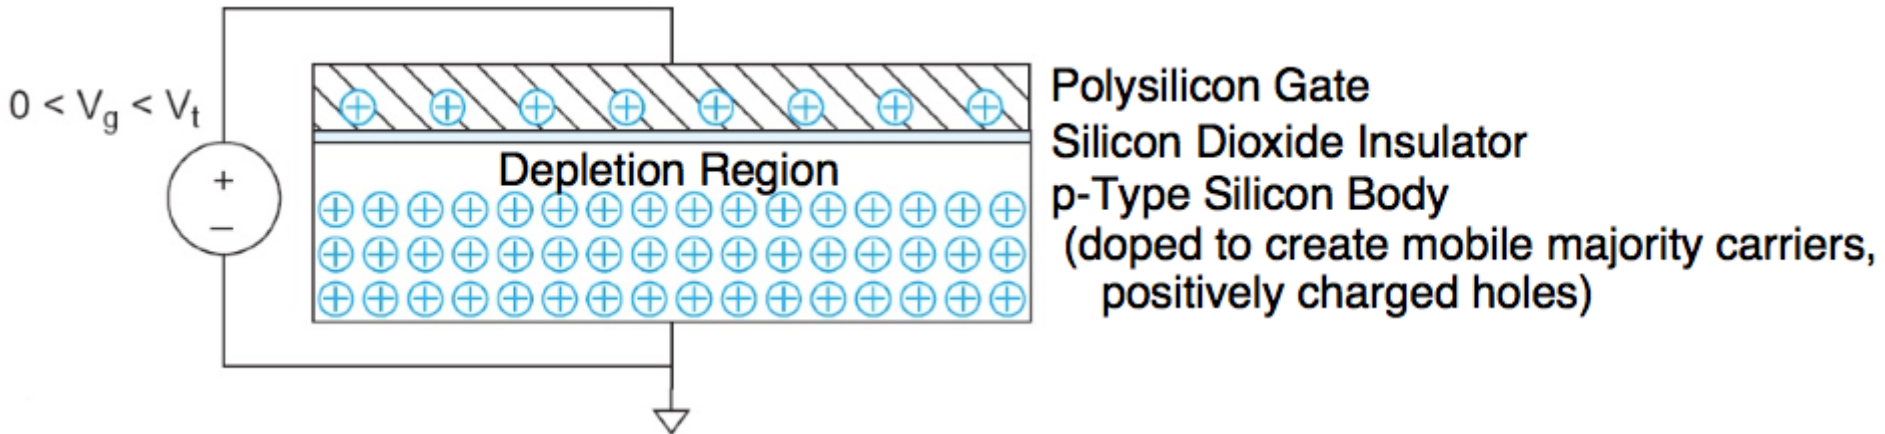 0 < Vg < Vt
+
−
Depletion Region
Polysilicon Gate
Silicon Dioxide Insulator
p-Type Silicon Body
(doped to create mobile majority carriers,
positively charged holes)